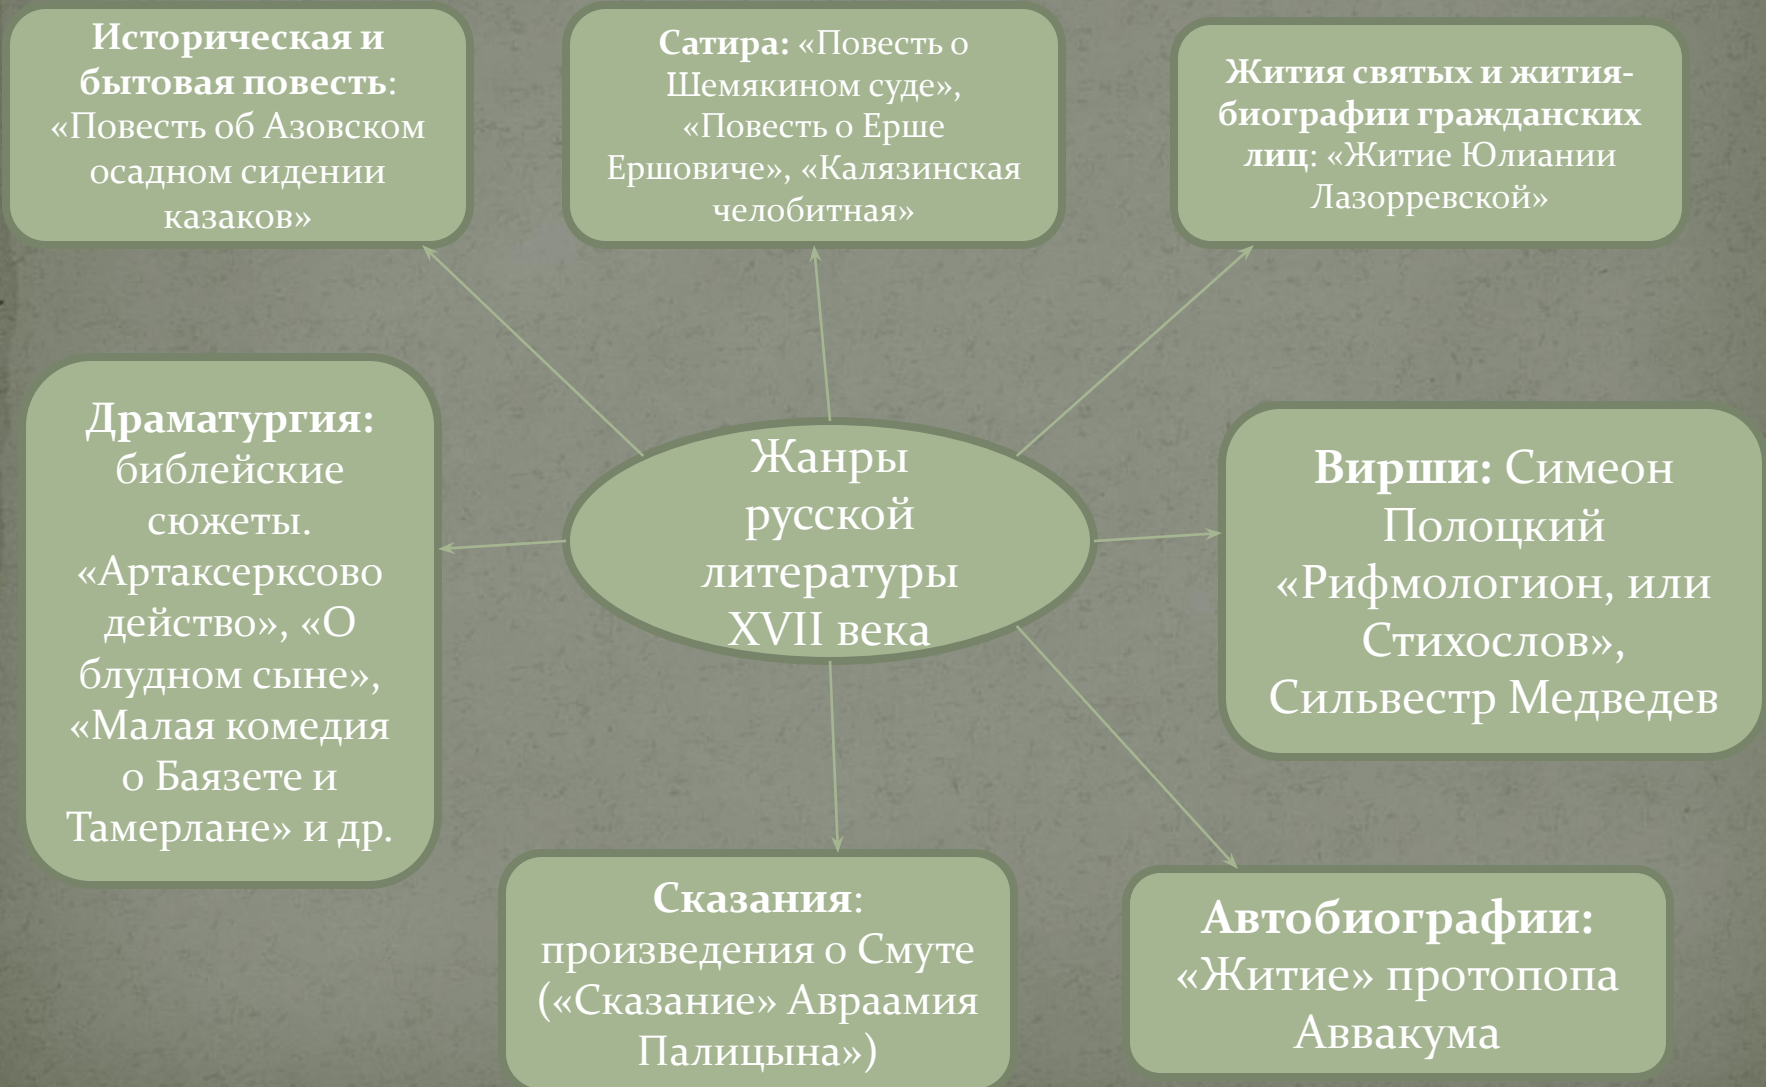 Историческая и
бытовая повесть:
«Повесть об Азовском
осадном сидении
казаков»
Сатира: «Повесть о
Шемякином суде»,
«Повесть о Ерше
Ершовиче», «Калязинская
челобитная»
Жития святых и жития-
биографии гражданских
лиц: «Житие Юлиании
Лазорревской»
Драматургия:
библейские
сюжеты.
«Артаксерксово
действо», «О
блудном сыне»,
«Малая комедия
о Баязете и
Тамерлане» и др.
Жанры
русской
литературы
XVII века
Вирши: Симеон
Полоцкий
«Рифмологион, или
Стихослов»,
Сильвестр Медведев
Сказания:
произведения о Смуте
(«Сказание» Авраамия
Палицына»)
Автобиографии:
«Житие» протопопа
Аввакума